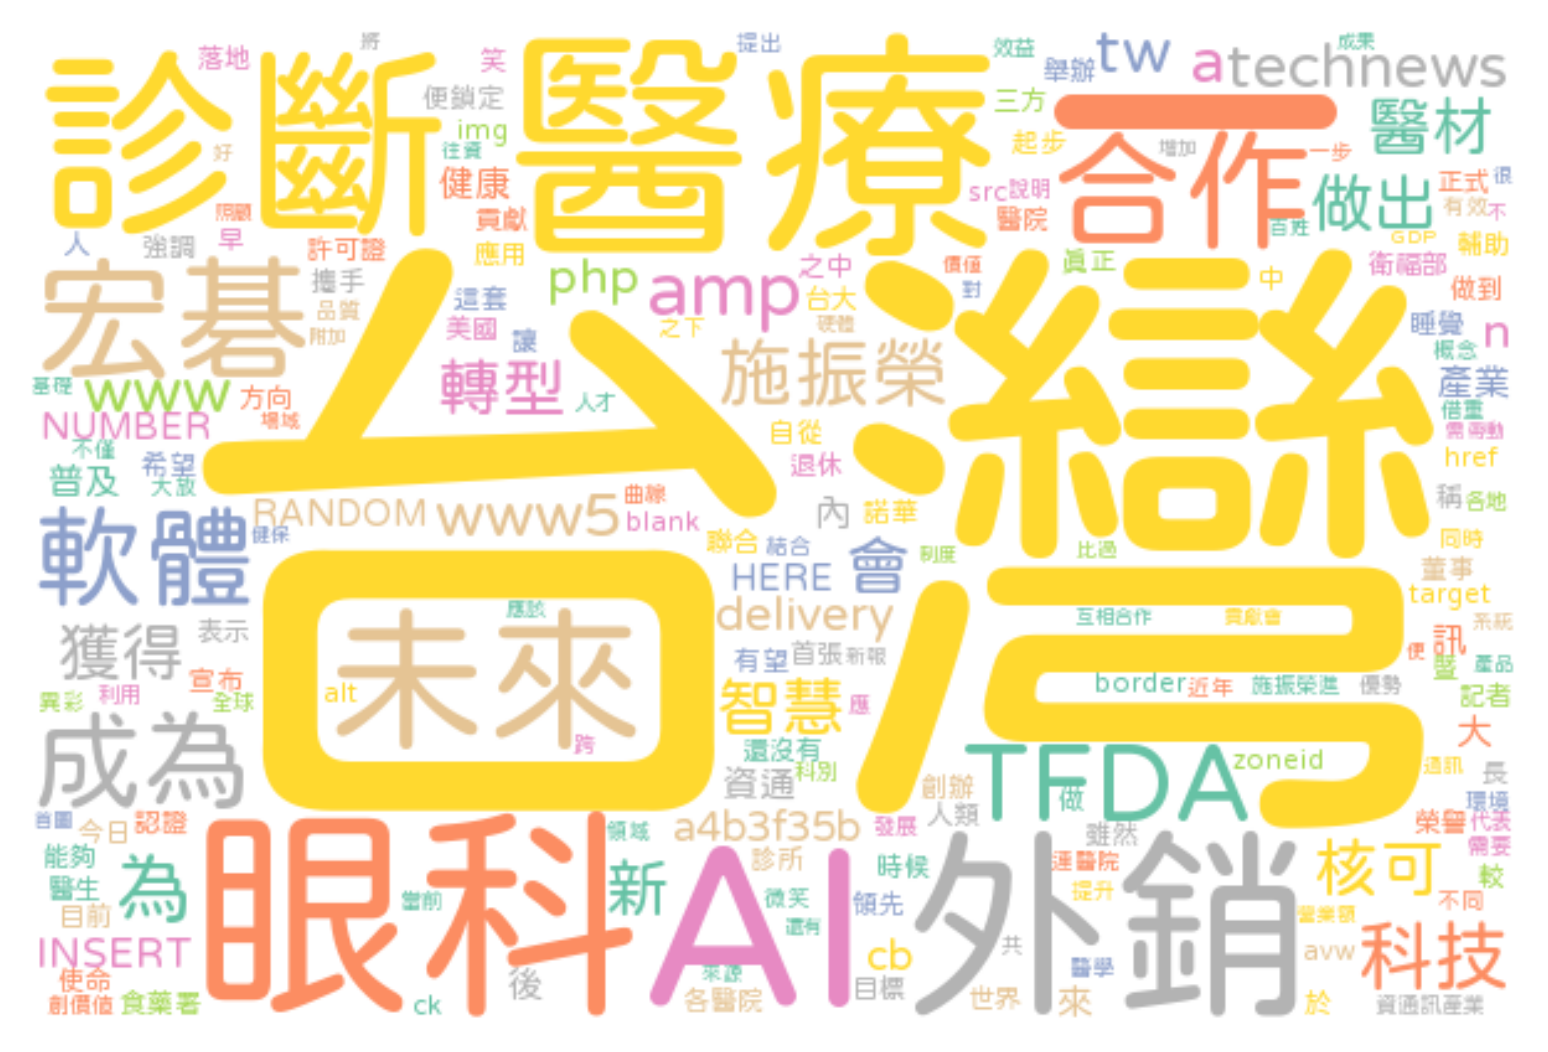 將
提出
效益
成果
落地
笑
tw
atechnews
舉辦
診斷
醫療
便鎖定
三方
一
合作
醫材
img
往資
起步
增加
一步
好
健康
src
說明
正式
很
做出
照顧
貢獻
醫院
有效
不
人
強調
早
許可證
應用
百姓
GDP
輔助
宏碁
攜手
php
amp
之中
價值
真正
中
衛福部
台灣
品質
這套
台大
對
做到
附加
美國
讓
之下
硬體
睡覺
n
施振榮
概念
基礎
www
方向
轉型
人才
產業
NUMBER
場域
自從
借重
需勞動
不僅
希望
退休
href
普及
大放
曲線
稱
各地
RANDOM
www5
blank
內
諾華
軟體
健保
聯合
結合
會
制度
比過
同時
HERE
董事
應該
delivery
target
獲得
表示
未來
互相合作
貢獻會
系統
訊
有望
首張
新報
便
暨
產品
宣布
border
近年
施振榮進
優勢
異彩
利用
全球
alt
智慧
應
記者
成為
跨
還沒有
TFDA
zoneid
大
資通
科別
通訊
長
做
創辦
環境
人類
首圖
今日
認證
領域
a4b3f35b
發展
雖然
榮譽
代表
能夠
為
眼科
診所
時候
運醫院
核可
需要
醫生
新
AI
外銷
較
目前
當前
微笑
領先
提升
不同
還有
營業額
INSERT
cb
共
avw
科技
使命
後
來源
目標
醫學
創價值
食藥署
ck
各醫院
世界
來
於
資通訊產業